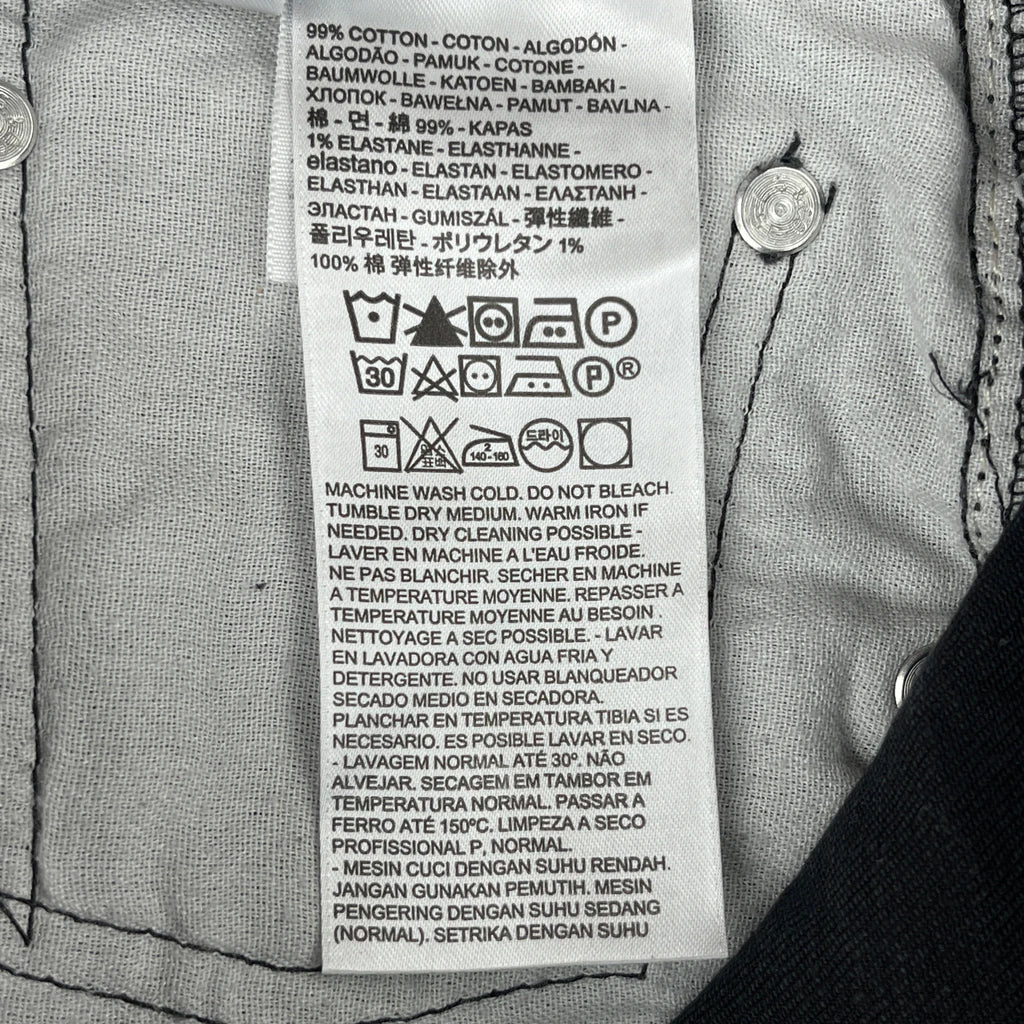 99% COTTON - COTON - ALGODÓN -
ALGODÃO - PAMUK - COTONE -
BAUMWOLLE - KATOEN - BAMBAKI -
ХЛОПОК - BAWEŁNA - PAMUT - BAVLNA -
棉 - 면 - 綿 99% - KAPAS
1% ELASTANE - ELASTHANNE -
elastano - ELASTAN - ELASTOMERO -
ELASTHAN - ELASTAAN - ΕΛΑΣΤΑΝΗ -
ЭЛАСТАН - GUMISZÁL - 彈性纖維 -
폴리우레탄 - ポリウレタン 1%
100% 棉 弹性纤维除外
P
30 P ®
30 2 140-160 드라이
MACHINE WASH COLD. DO NOT BLEACH.
TUMBLE DRY MEDIUM. WARM IRON IF
NEEDED. DRY CLEANING POSSIBLE -
LAVER EN MACHINE A L'EAU FROIDE.
NE PAS BLANCHIR. SECHER EN MACHINE
A TEMPERATURE MOYENNE. REPASSER A
TEMPERATURE MOYENNE AU BESOIN .
NETTOYAGE A SEC POSSIBLE. - LAVAR
EN LAVADORA CON AGUA FRIA Y
DETERGENTE. NO USAR BLANQUEADOR
SECADO MEDIO EN SECADORA.
PLANCHAR EN TEMPERATURA TIBIA SI ES
NECESARIO. ES POSIBLE LAVAR EN SECO.
- LAVAGEM NORMAL ATÉ 30º. NÃO
ALVEJAR. SECAGEM EM TAMBOR EM
TEMPERATURA NORMAL. PASSAR A
FERRO ATÉ 150ºC. LIMPEZA A SECO
PROFISSIONAL P, NORMAL.
- MESIN CUCI DENGAN SUHU RENDAH.
JANGAN GUNAKAN PEMUTIH. MESIN
PENGERING DENGAN SUHU SEDANG
(NORMAL). SETRIKA DENGAN SUHU